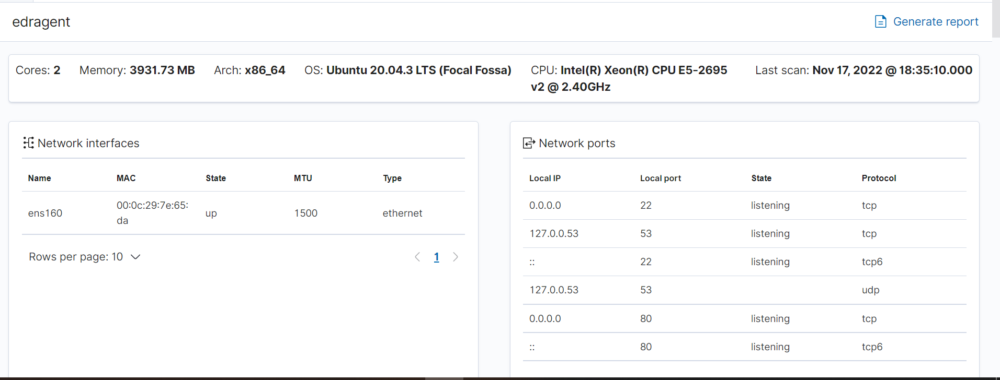 edragent
Generate report
Cores: 2 Memory: 3931.73 MB Arch: x86_64 OS: Ubuntu 20.04.3 LTS (Focal Fossa) CPU: Intel(R) Xeon(R) CPU E5-2695 Last scan: Nov 17, 2022 @ 18:35:10.000
v2 @ 2.40GHz
Network interfaces
Name MAC State MTU Type
ens160 00:0c:29:7e:65: up 1500 ethernet
da
Rows per page: 10
1
Network ports
Local IP Local port State Protocol
0.0.0.0 22 listening tcp
127.0.0.53 53 listening tcp
:: 22 listening tcp6
127.0.0.53 53 udp
0.0.0.0 80 listening tcp
:: 80 listening tcp6